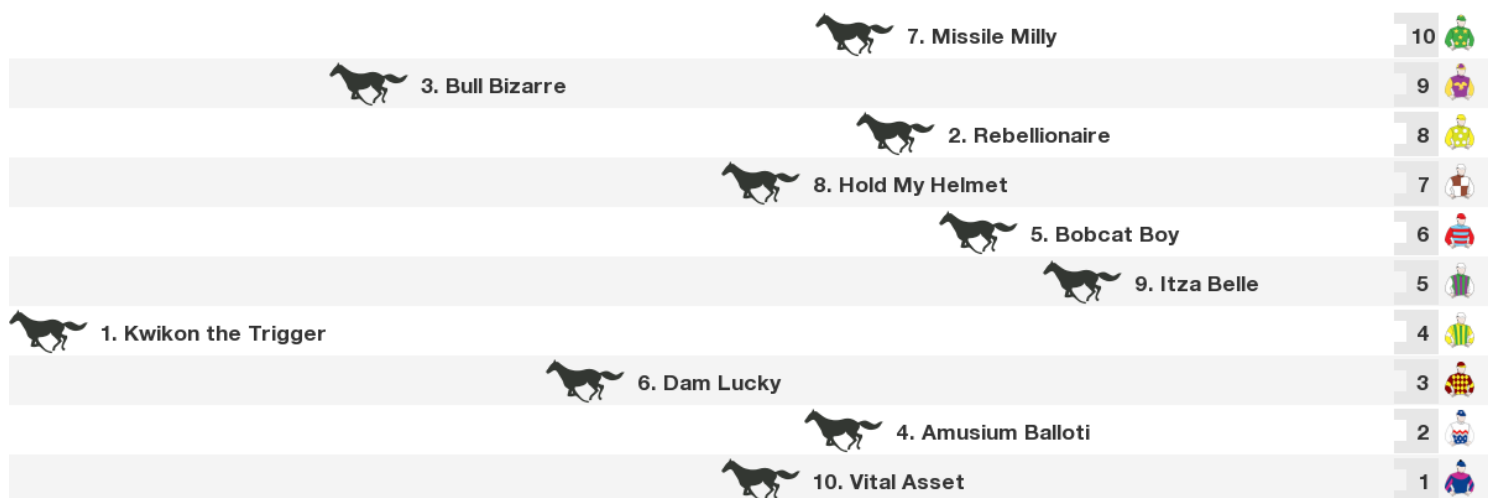 7. Missile Milly 10
3. Bull Bizarre 9
2. Rebellionaire 8
8. Hold My Helmet 7
5. Bobcat Boy 6
9. Itza Belle 5
1. Kwikon the Trigger 4
6. Dam Lucky 3
4. Amusium Balloti 2
10. Vital Asset 1